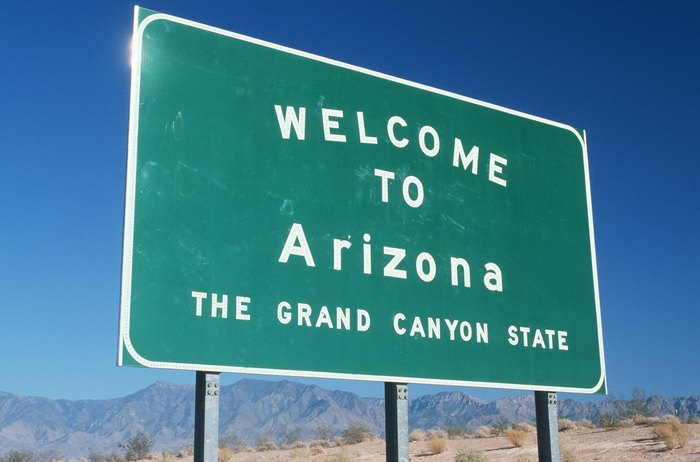 WELCOME
TO
Arizona
THE GRAND CANYON STATE